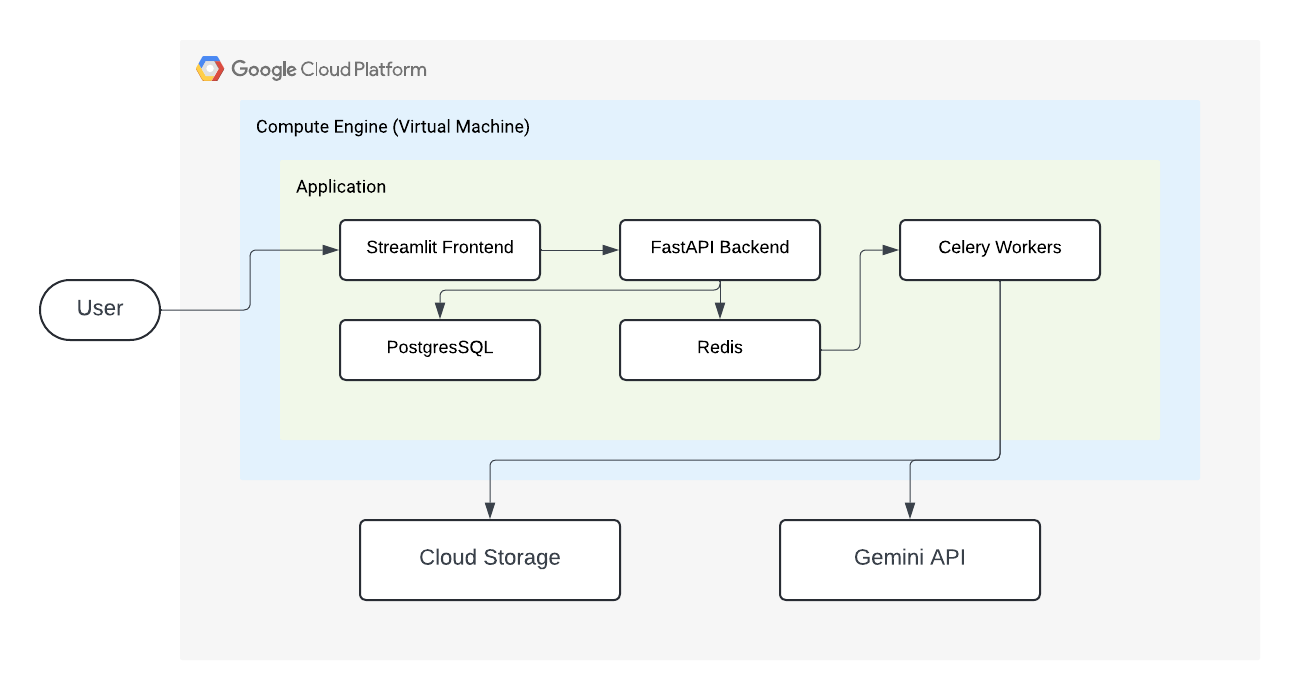 Google Cloud Platform
Compute Engine (Virtual Machine)
Application
Streamlit Frontend
FastAPI Backend
Celery Workers
User
PostgresSQL
Redis
Cloud Storage
Gemini API